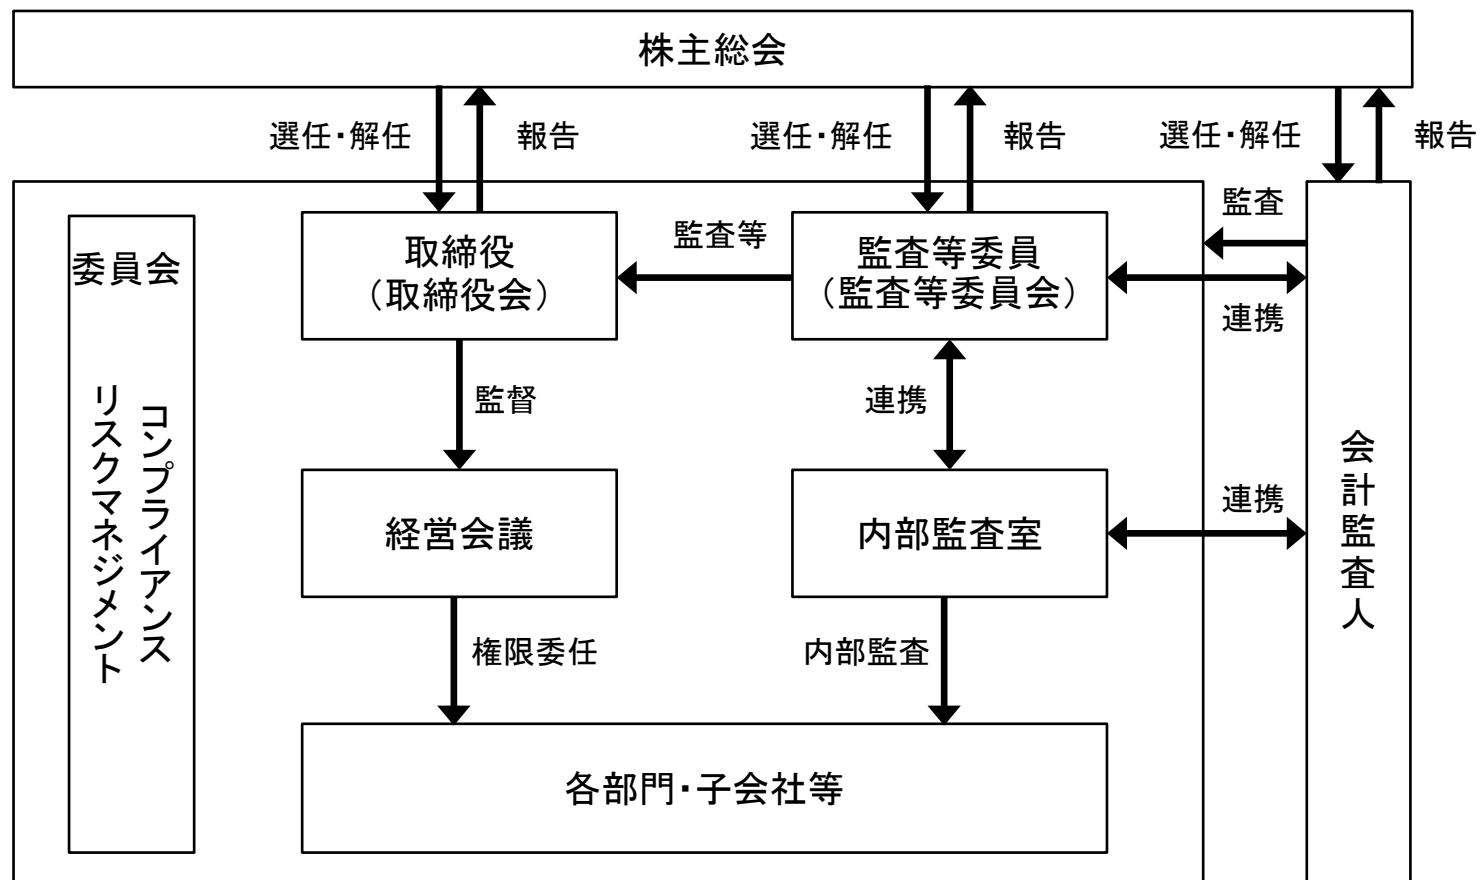 株主総会
選任・解任
報告
選任・解任
報告
選任・解任
報告
監査
委員会
コンプライアンス
リスクマネジメント
取締役
（取締役会）
監査等
監査等委員
（監査等委員会）
連携
監督
連携
経営会議
内部監査室
連携
会計監査人
権限委任
内部監査
各部門・子会社等